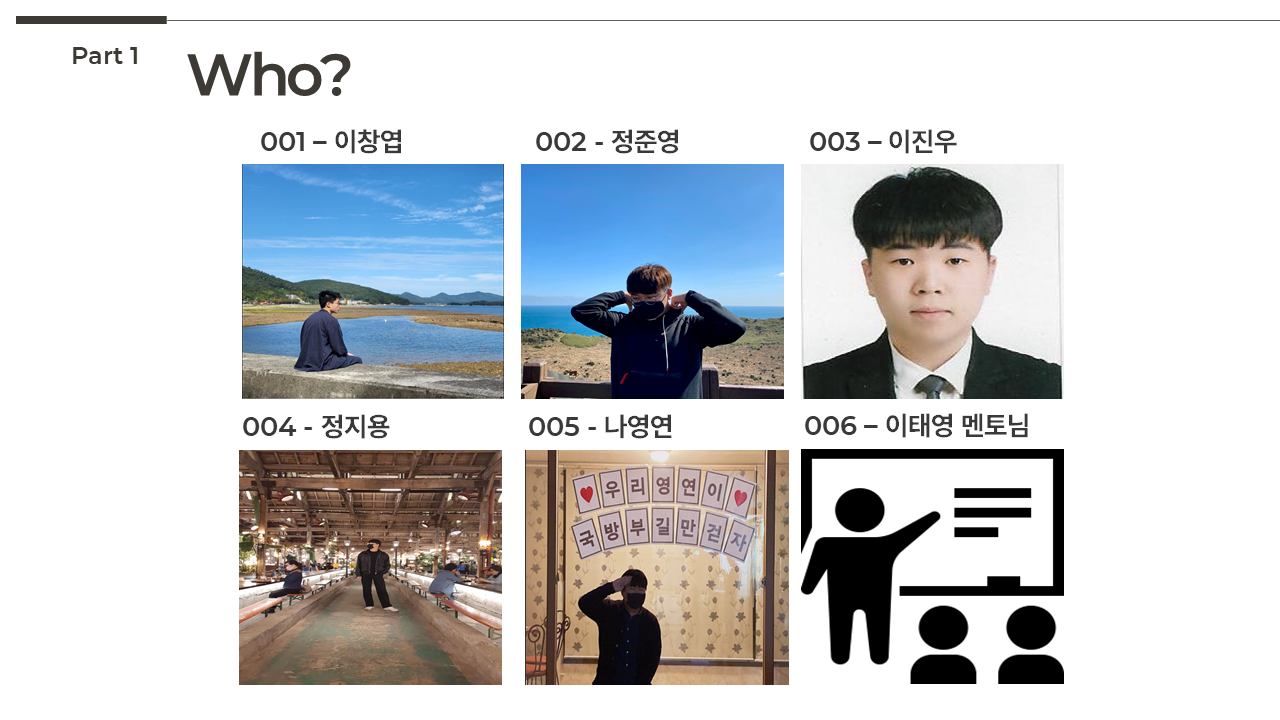 Part 1
Who?
001 – 이창엽
002 - 정준영
003 – 이진우
004 - 정지용
005 - 나영연
006 – 이태영 멘토님
♥우리영연이♥
국방부길만걷자